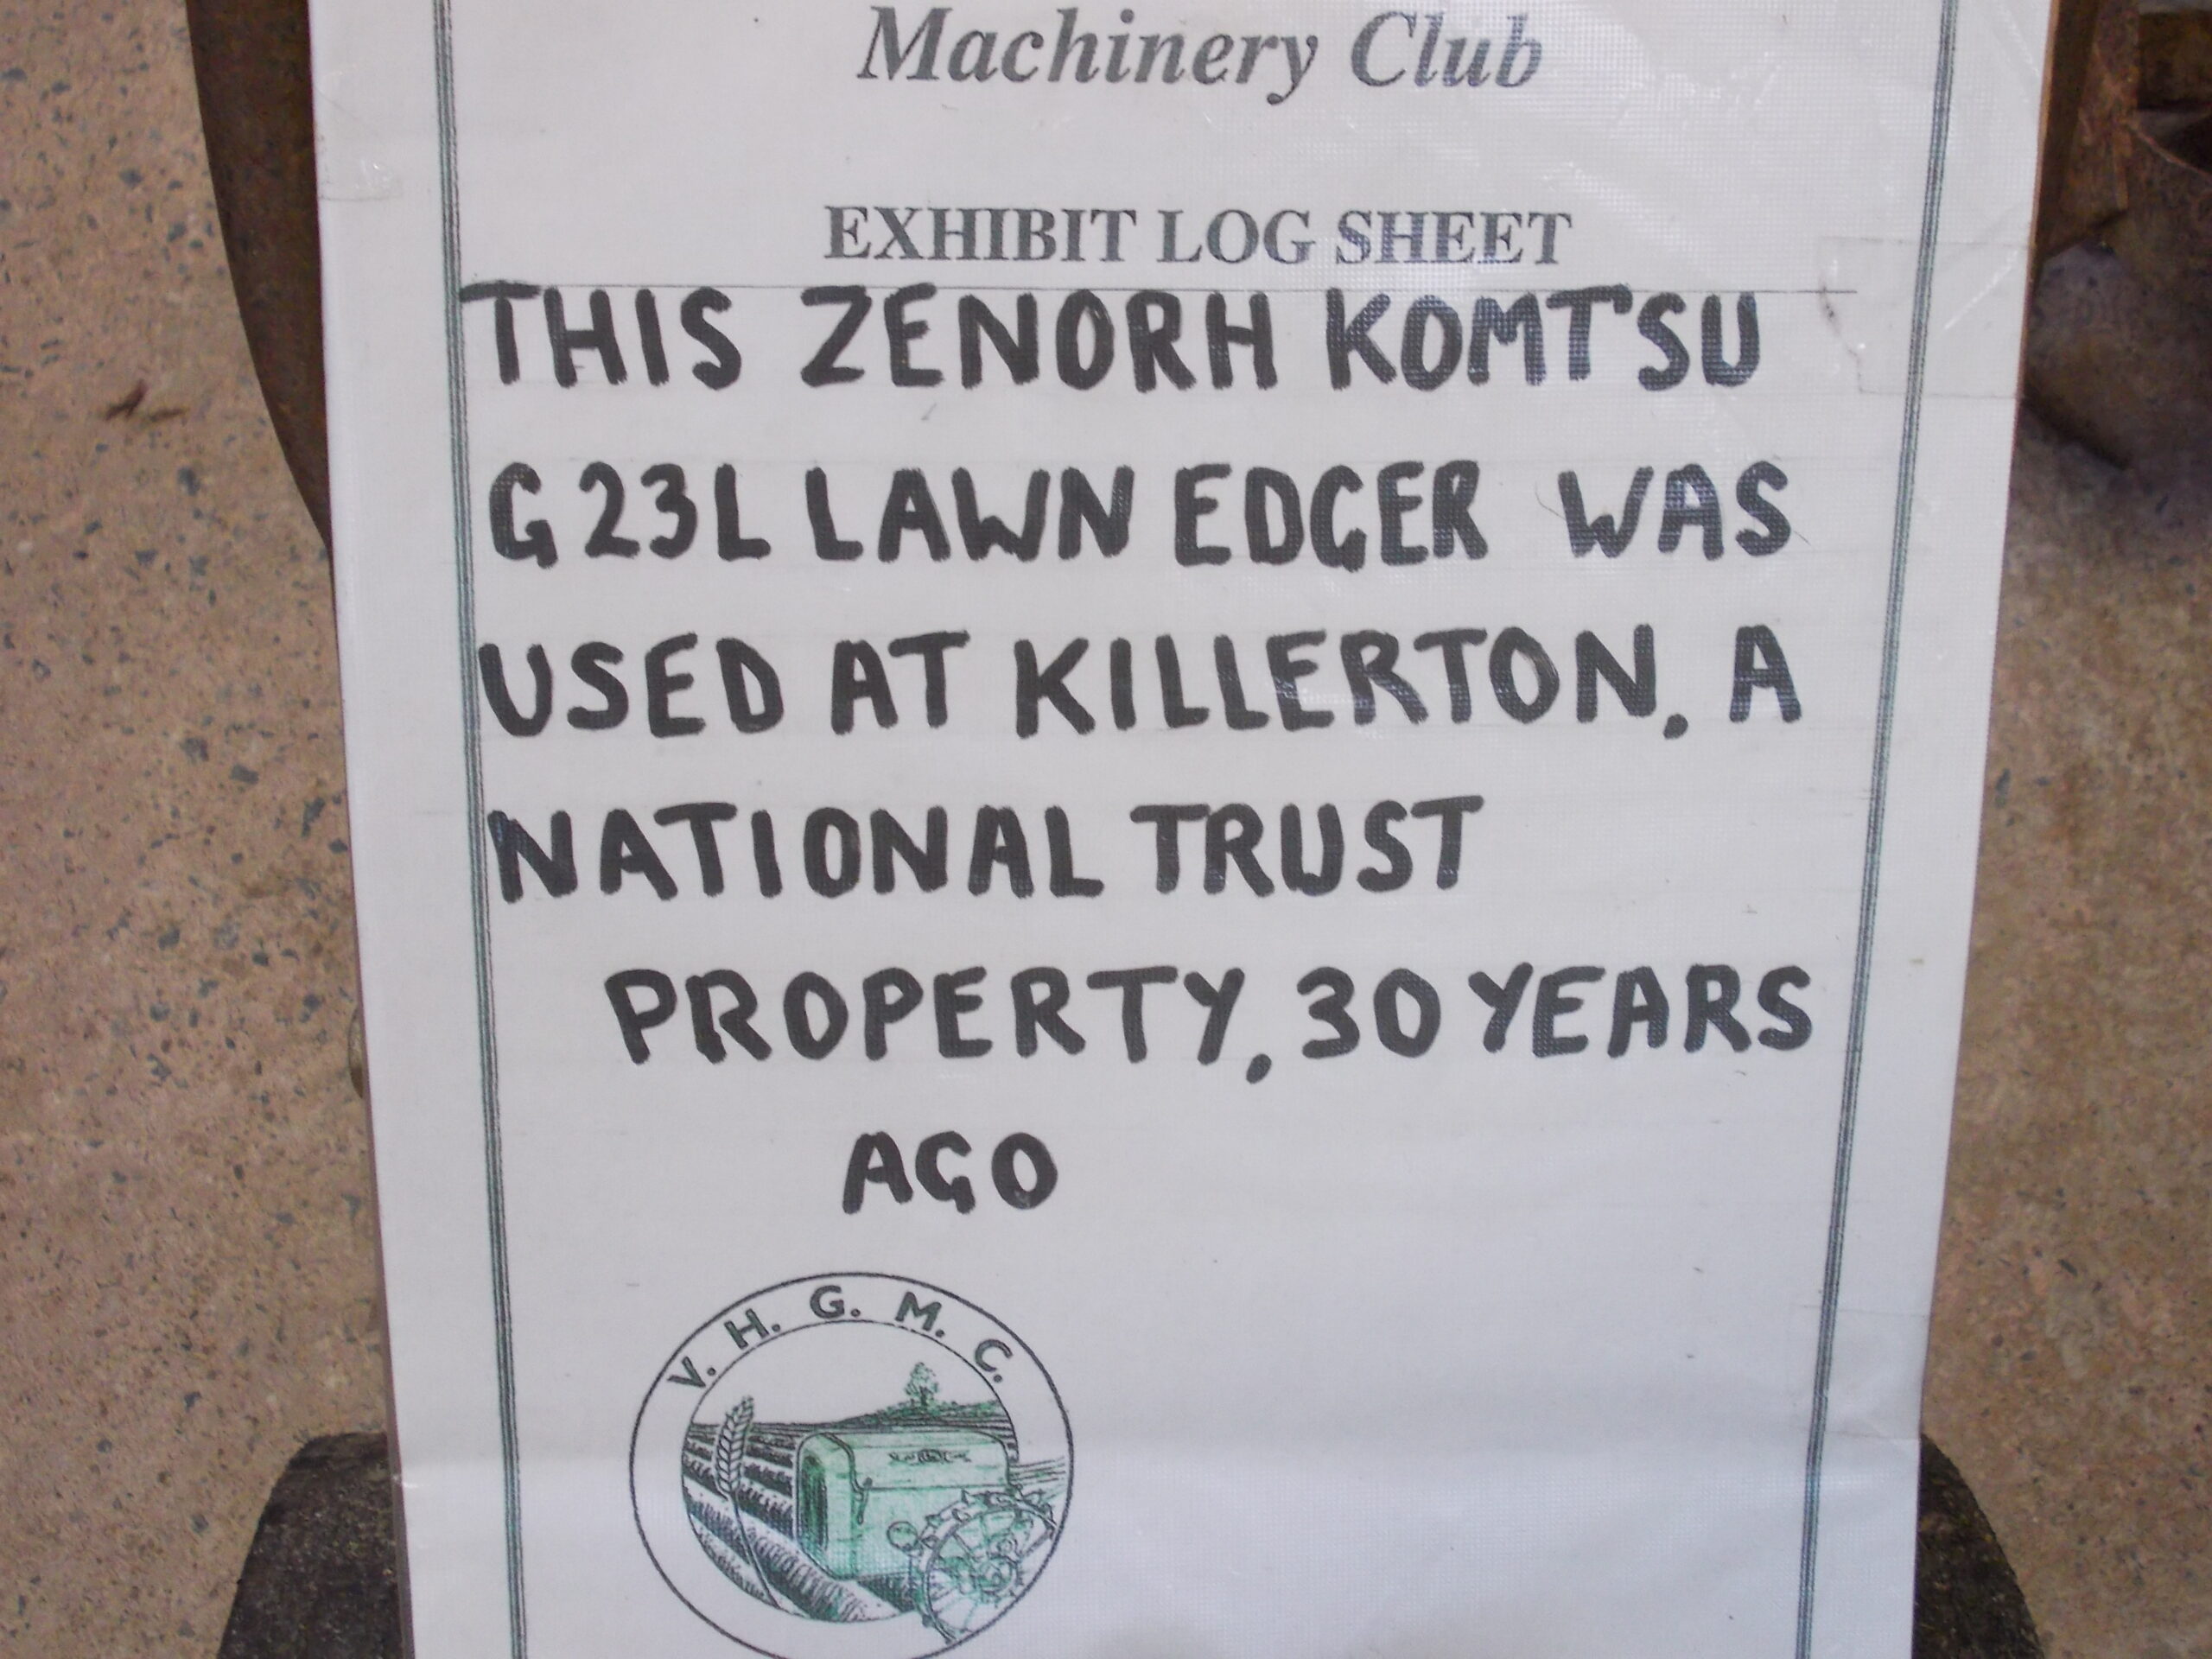 Machinery Club
EXHIBIT LOG SHEET
THIS ZENORH KOMTSU
G23L LAWN EDGER WAS
USED AT KILLERTON, A
NATIONAL TRUST
PROPERTY, 30 YEARS
AGO
V. H. G. M. C.